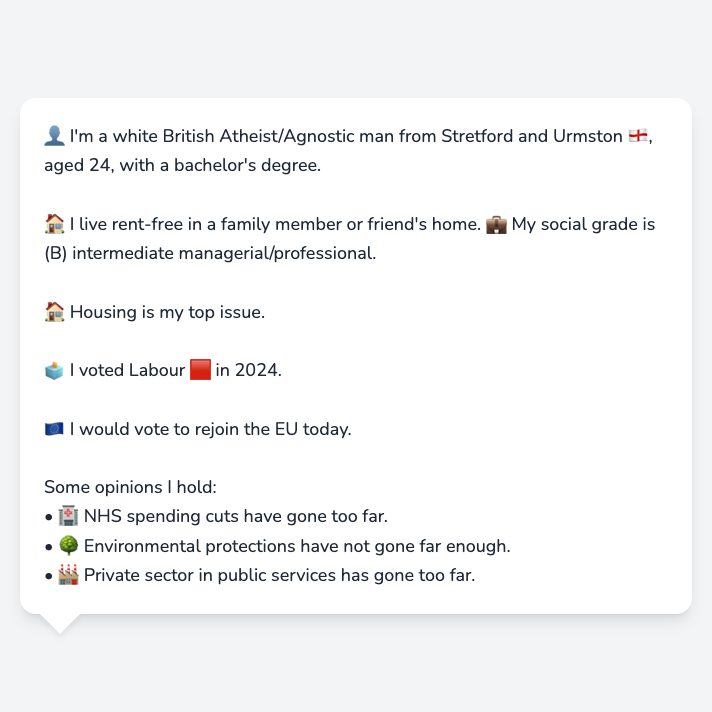 👤 I'm a white British Atheist/Agnostic man from Stretford and Urmston 🏴󠁧󠁢󠁥󠁮󠁧󠁿,
aged 24, with a bachelor's degree.
🏠 I live rent-free in a family member or friend's home. 💼 My social grade is
(B) intermediate managerial/professional.
🏠 Housing is my top issue.
🗳️ I voted Labour 🟥 in 2024.
🇪🇺 I would vote to rejoin the EU today.
Some opinions I hold:
• 🏥 NHS spending cuts have gone too far.
• 🌳 Environmental protections have not gone far enough.
• 🏭 Private sector in public services has gone too far.